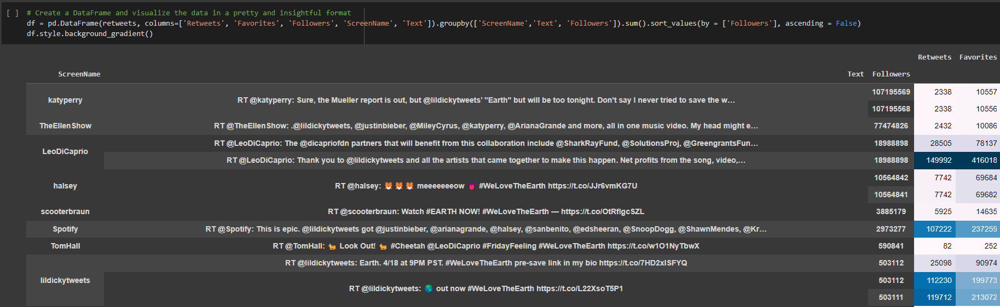 [ ] # Create a DataFrame and visualize the data in a pretty and insightful format
df = pd.DataFrame(retweets, columns=['Retweets', 'Favorites', 'Followers', 'ScreenName', 'Text']).groupby(['ScreenName','Text', 'Followers']).sum().sort_values(by = ['Followers'], ascending = False)
df.style.background_gradient()
Retweets Favorites
ScreenName Text Followers
katyperry RT @katyperry: Sure, the Mueller report is out, but @lildickytweets’ "Earth" but will be too tonight. Don't say I never tried to save the w… 107195569 2338 10557
107195568 2338 10556
TheEllenShow RT @TheEllenShow: .@lildickytweets, @justinbieber, @MileyCyrus, @katyperry, @ArianaGrande and more, all in one music video. My head might e… 77474826 2432 10086
LeoDiCaprio RT @LeoDiCaprio: The @dicapriofdn partners that will benefit from this collaboration include @SharkRayFund, @SolutionsProj, @GreengrantsFun… 18988898 28505 78137
RT @LeoDiCaprio: Thank you to @lildickytweets and all the artists that came together to make this happen. Net profits from the song, video,… 18988898 149992 416018
halsey RT @halsey: 🐯 🐯 🐯 meeeeeeeow 👅 #WeLoveTheEarth https://t.co/JJr6vmKG7U 10564842 7742 69684
10564841 7742 69682
scooterbraun RT @scooterbraun: Watch #EARTH NOW! #WeLoveTheEarth — https://t.co/OtRflgcSZL 3885179 5925 14635
Spotify RT @Spotify: This is epic. @lildickytweets got @justinbieber, @arianagrande, @halsey, @sanbenito, @edsheeran, @SnoopDogg, @ShawnMendes, @Kr… 2973277 107222 237259
TomHall RT @TomHall: 🐆 Look Out! 🐆 #Cheetah @LeoDiCaprio #FridayFeeling #WeLoveTheEarth https://t.co/w1O1NyTbwX 590841 82 252
lildickytweets RT @lildickytweets: Earth. 4/18 at 9PM PST. #WeLoveTheEarth pre-save link in my bio https://t.co/7HD2xISFYQ 503112 25098 90974
RT @lildickytweets: 🌎 out now #WeLoveTheEarth https://t.co/L22XsoT5P1 503112 112230 199773
503111 119712 213072